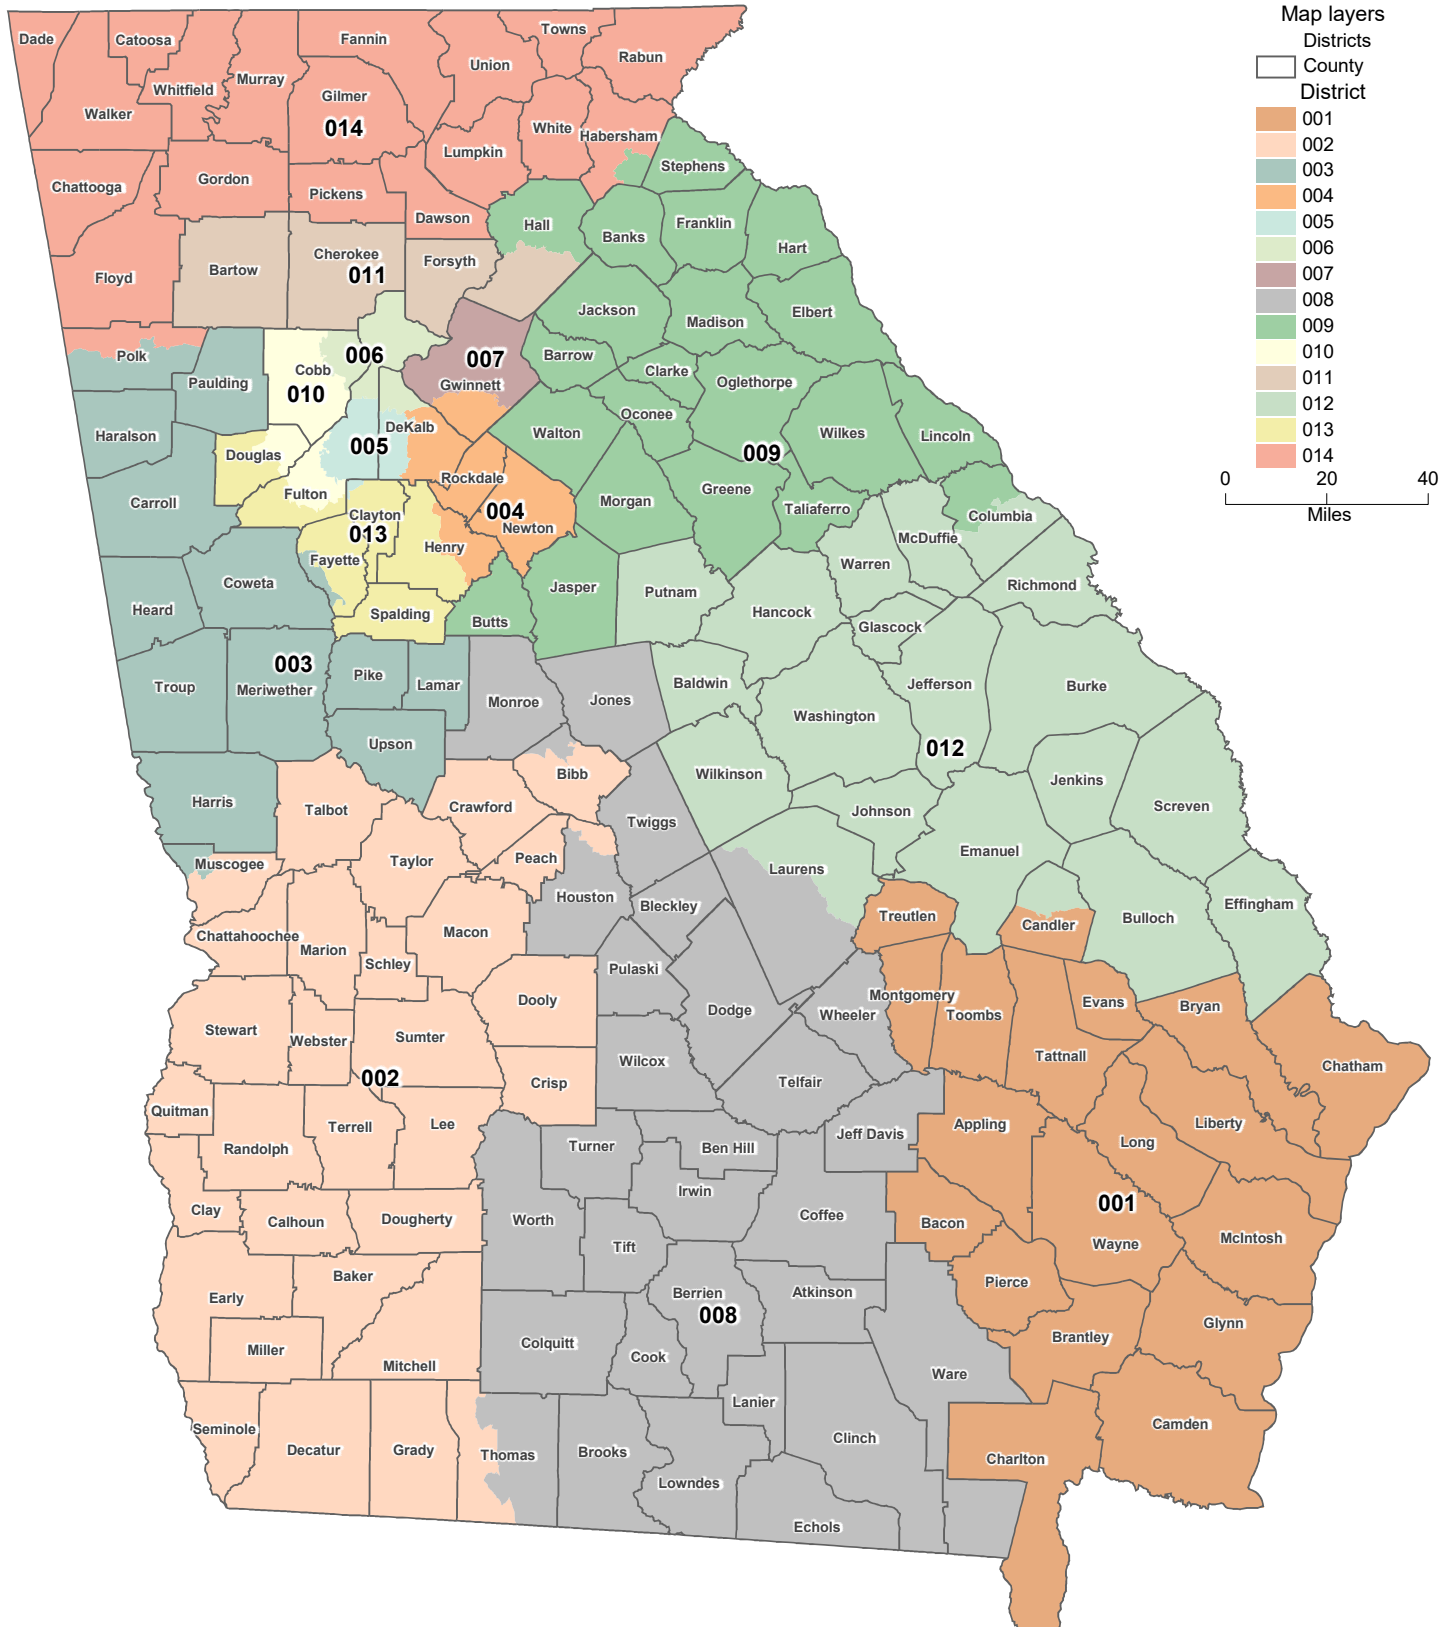 Map layers
Districts
County
District
001
002
003
004
005
006
007
008
009
010
011
012
013
014
0 20 40
Miles
Dade
Catoosa
Fannin
Towns
Rabun
Union
Murray
Whitfield
Gilmer
Walker
014
White
Habersham
Lumpkin
Stephens
Chattooga
Gordon
Pickens
Dawson
Hall
Franklin
Banks
Hart
Floyd
Bartow
Cherokee
011
Forsyth
Jackson
Madison
Elbert
Polk
006
007
Barrow
Clarke
Paulding
Cobb
010
Gwinnett
Oglethorpe
Oconee
Haralson
DeKalb
Walton
Wilkes
Lincoln
005
009
Douglas
Rockdale
Carroll
Fulton
Morgan
Greene
Taliaferro
Columbia
Clayton
013
004
Newton
McDuffie
Henry
Fayette
Warren
Coweta
Jasper
Putnam
Richmond
Heard
Spalding
Butts
Hancock
Glascock
003
Troup
Meriwether
Pike
Lamar
Monroe
Jones
Baldwin
Jefferson
Burke
Washington
Upson
012
Bibb
Wilkinson
Jenkins
Harris
Talbot
Crawford
Twiggs
Johnson
Screven
Muscogee
Taylor
Peach
Laurens
Emanuel
Houston
Bleckley
Treutlen
Candler
Bulloch
Effingham
Chattahoochee
Marion
Macon
Schley
Pulaski
Montgomery
Dooly
Dodge
Wheeler
Toombs
Evans
Bryan
Stewart
Webster
Sumter
Tattnall
Chatham
Wilcox
002
Crisp
Telfair
Quitman
Terrell
Lee
Randolph
Turner
Ben Hill
Jeff Davis
Appling
Long
Liberty
Irwin
Clay
Calhoun
Dougherty
Worth
Coffee
Bacon
001
Tift
Wayne
McIntosh
Baker
Early
Berrien
008
Atkinson
Pierce
Miller
Colquitt
Cook
Brantley
Glynn
Mitchell
Ware
Lanier
Seminole
Decatur
Grady
Thomas
Brooks
Clinch
Camden
Charlton
Lowndes
Echols